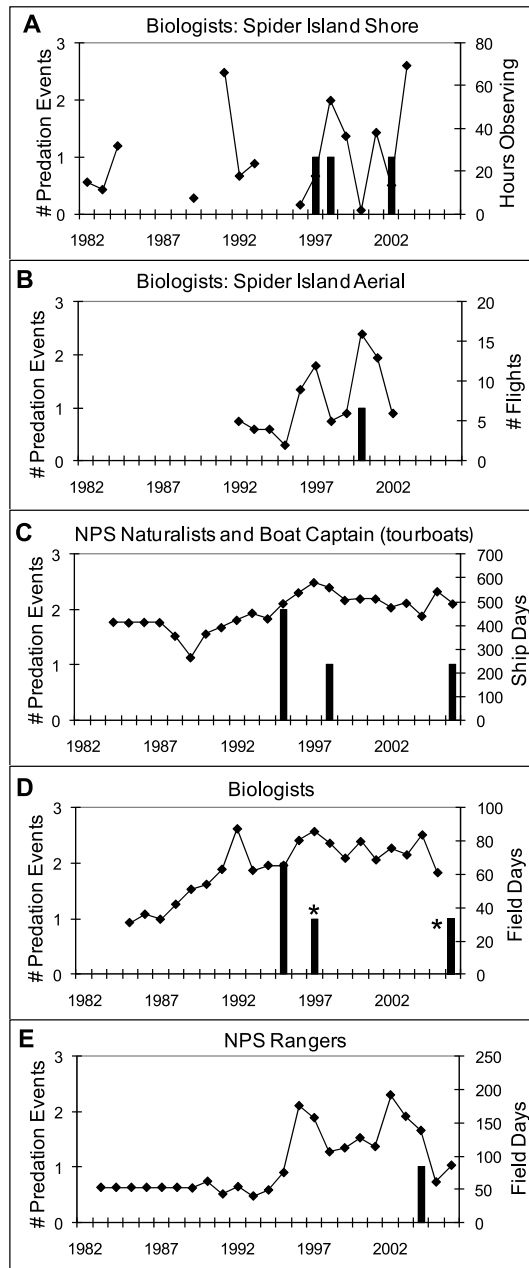 A
Biologists: Spider Island Shore
# Predation Events
3
2
1
0
80
60
40
20
0
Hours Observing
1982 1987 1992 1997 2002
B
Biologists: Spider Island Aerial
# Predation Events
3
2
1
0
20
15
10
5
0
# Flights
1982 1987 1992 1997 2002
C
NPS Naturalists and Boat Captain (tourboats)
# Predation Events
3
2
1
0
700
600
500
400
300
200
100
0
Ship Days
1982 1987 1992 1997 2002
D
Biologists
# Predation Events
3
2
1
0
100
80
60
40
20
0
Field Days
* *
1982 1987 1992 1997 2002
E
NPS Rangers
# Predation Events
3
2
1
0
250
200
150
100
50
0
Field Days
1982 1987 1992 1997 2002